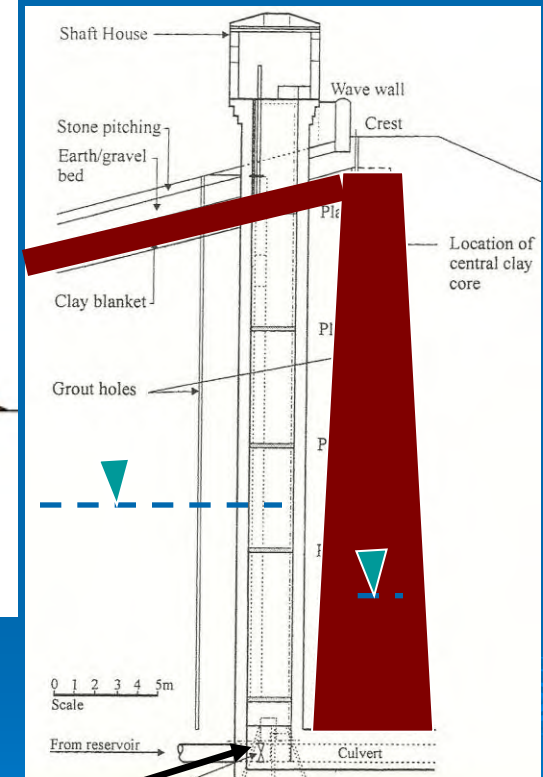 Shaft House
Wave wall
Crest
Stone pitching
Earth/gravel
bed
Location of
central clay
core
Clay blanket
Grout holes
0 1 2 3 4 5m
Scale
From reservoir
Culvert